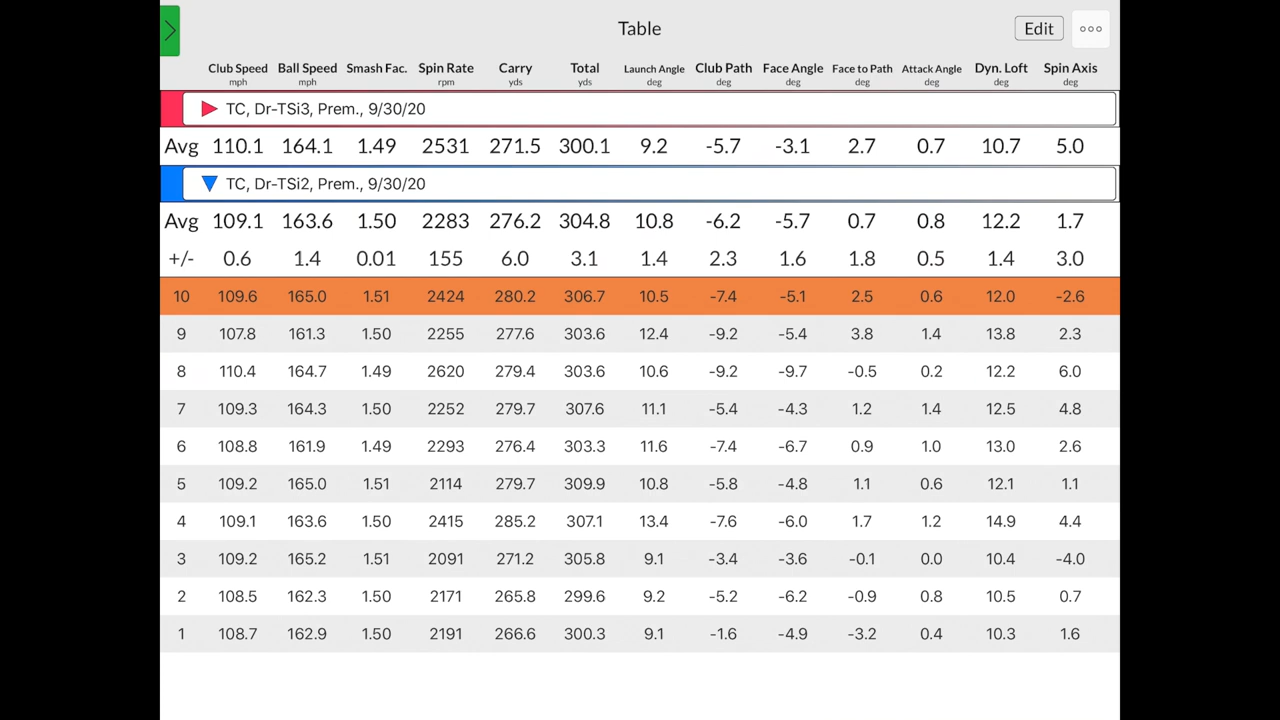 Table
Edit
Club Speed Ball Speed Smash Fac. Spin Rate Carry Total Launch Angle Club Path Face Angle Face to Path Attack Angle Dyn. Loft Spin Axis
mph mph rpm yds yds deg deg deg deg deg deg deg
TC, Dr-TSi3, Prem., 9/30/20
Avg 110.1 164.1 1.49 2531 271.5 300.1 9.2 -5.7 -3.1 2.7 0.7 10.7 5.0
TC, Dr-TSi2, Prem., 9/30/20
Avg 109.1 163.6 1.50 2283 276.2 304.8 10.8 -6.2 -5.7 0.7 0.8 12.2 1.7
+/- 0.6 1.4 0.01 155 6.0 3.1 1.4 2.3 1.6 1.8 0.5 1.4 3.0
10 109.6 165.0 1.51 2424 280.2 306.7 10.5 -7.4 -5.1 2.5 0.6 12.0 -2.6
9 107.8 161.3 1.50 2255 277.6 303.6 12.4 -9.2 -5.4 3.8 1.4 13.8 2.3
8 110.4 164.7 1.49 2620 279.4 303.6 10.6 -9.2 -9.7 -0.5 0.2 12.2 6.0
7 109.3 164.3 1.50 2252 279.7 307.6 11.1 -5.4 -4.3 1.2 1.4 12.5 4.8
6 108.8 161.9 1.49 2293 276.4 303.3 11.6 -7.4 -6.7 0.9 1.0 13.0 2.6
5 109.2 165.0 1.51 2114 279.7 309.9 10.8 -5.8 -4.8 1.1 0.6 12.1 1.1
4 109.1 163.6 1.50 2415 285.2 307.1 13.4 -7.6 -6.0 1.7 1.2 14.9 4.4
3 109.2 165.2 1.51 2091 271.2 305.8 9.1 -3.4 -3.6 -0.1 0.0 10.4 -4.0
2 108.5 162.3 1.50 2171 265.8 299.6 9.2 -5.2 -6.2 -0.9 0.8 10.5 0.7
1 108.7 162.9 1.50 2191 266.6 300.3 9.1 -1.6 -4.9 -3.2 0.4 10.3 1.6